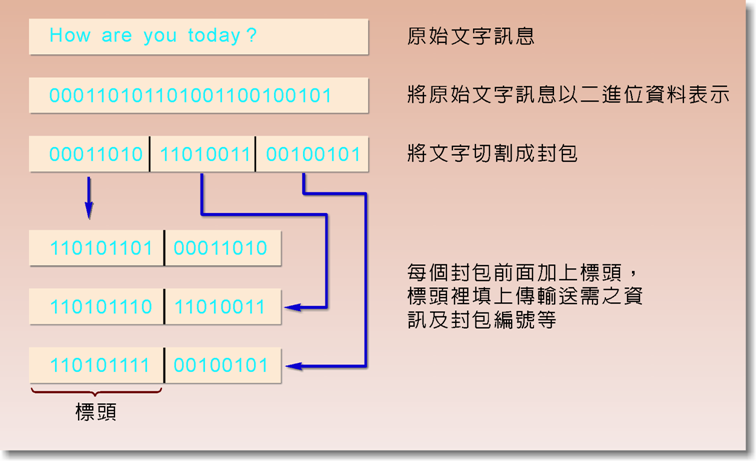 How are you today?
原始文字訊息
000110101101001100100101
將原始文字訊息以二進位資料表示
00011010 11010011 00100101
將文字切割成封包
110101101 00011010
110101110 11010011
110101111 00100101
每個封包前面加上標頭，
標頭裡填上傳輸送需之資
訊及封包編號等
標頭